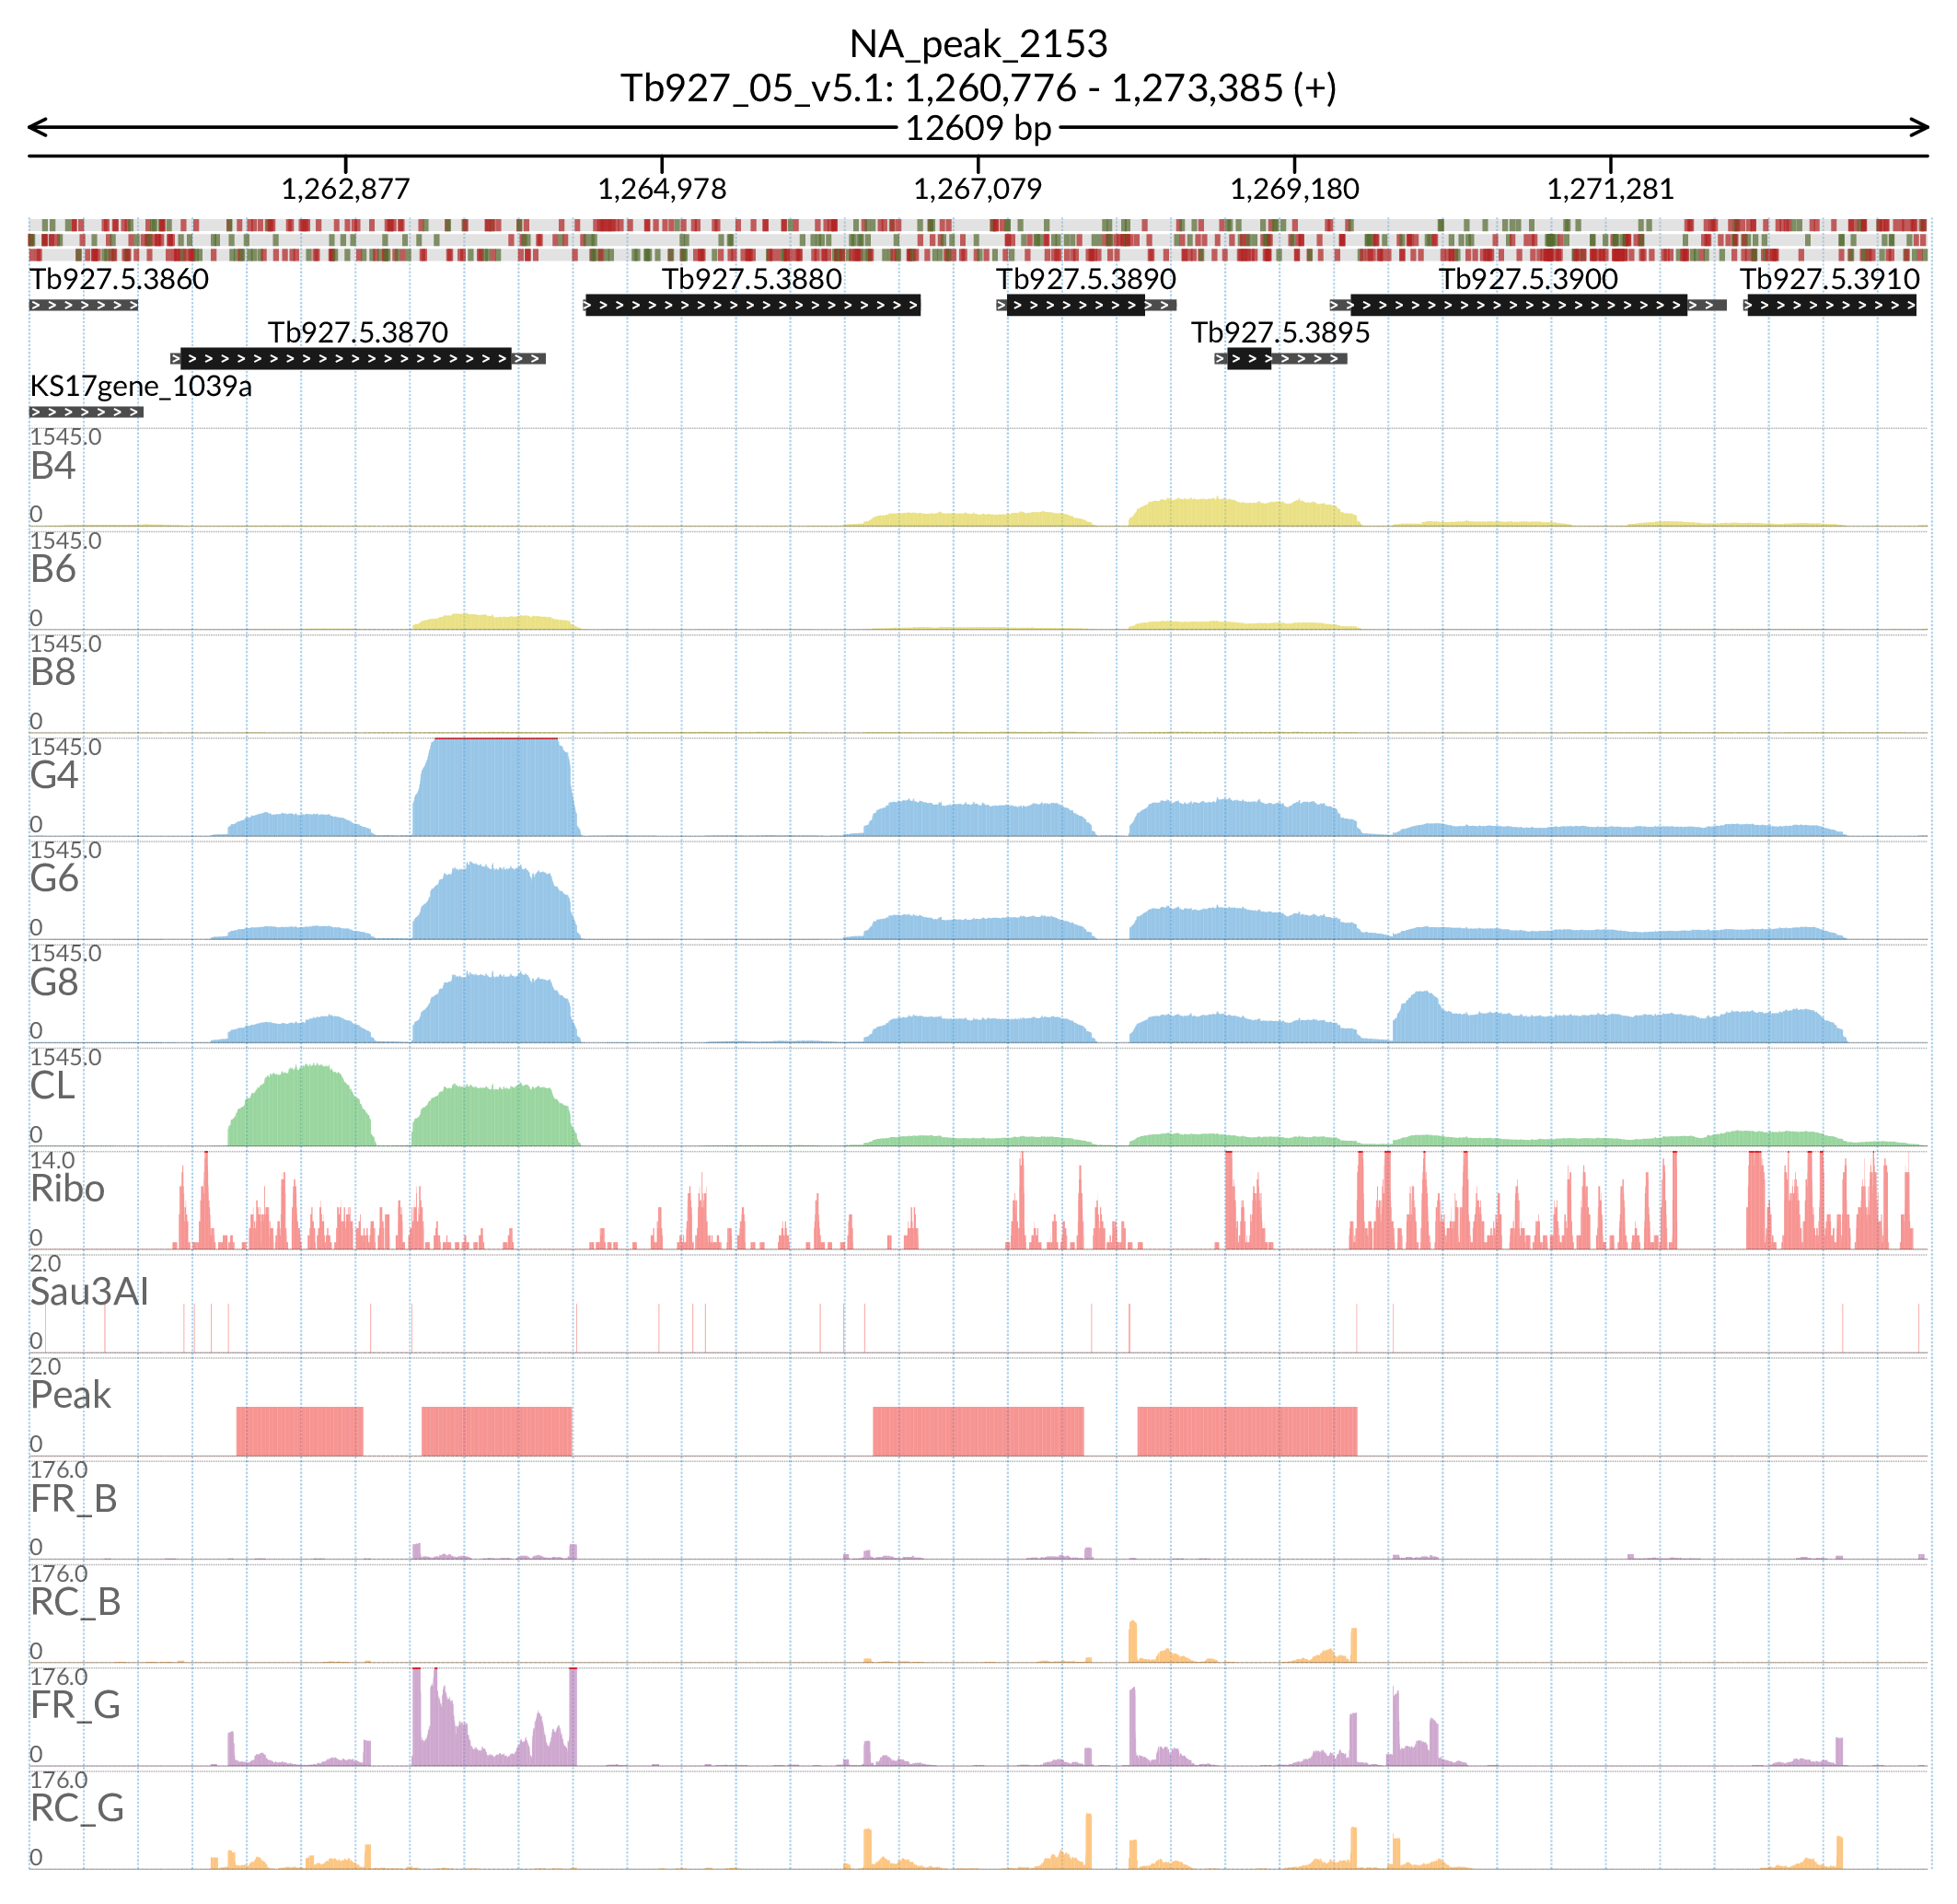 NA_peak_2153
Tb927_05_v5.1: 1,260,776 - 1,273,385 (+)
12609 bp
1,262,877 1,264,978 1,267,079 1,269,180 1,271,281
Tb927.5.3860 Tb927.5.3880 Tb927.5.3890 Tb927.5.3900 Tb927.5.3910
Tb927.5.3870 Tb927.5.3895
KS17gene_1039a
1545.0
B4
0
1545.0
B6
0
1545.0
B8
0
1545.0
G4
0
1545.0
G6
0
1545.0
G8
0
1545.0
CL
0
14.0
Ribo
0
2.0
Sau3AI
0
2.0
Peak
0
176.0
FR_B
0
176.0
RC_B
0
176.0
FR_G
0
176.0
RC_G
0